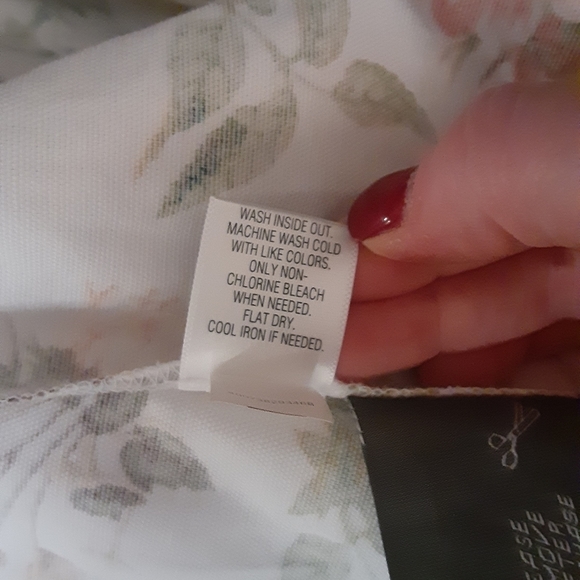 WASH INSIDE OUT.
MACHINE WASH COLD
WITH LIKE COLORS.
ONLY NON-
CHLORINE BLEACH
WHEN NEEDED.
FLAT DRY.
COOL IRON IF NEEDED.